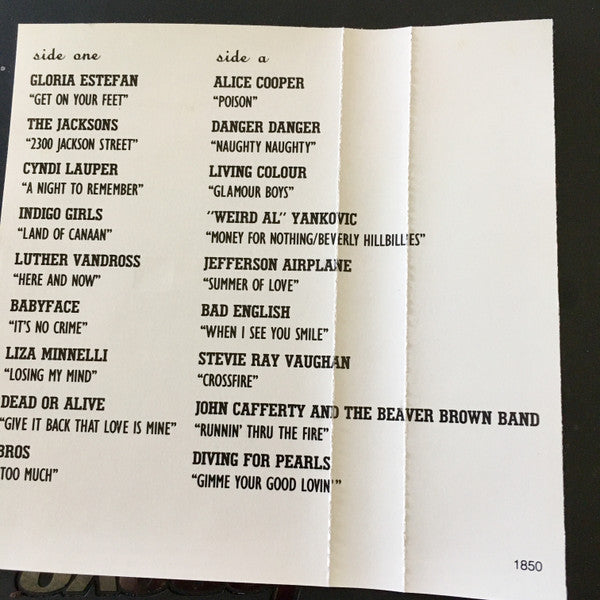 side one
GLORIA ESTEFAN
"GET ON YOUR FEET"
THE JACKSONS
"2300 JACKSON STREET"
CYNDI LAUPER
"A NIGHT TO REMEMBER"
INDIGO GIRLS
"LAND OF CANAAN"
LUTHER VANDROSS
"HERE AND NOW"
BABYFACE
"IT'S NO CRIME"
LIZA MINNELLI
"LOSING MY MIND"
DEAD OR ALIVE
"GIVE IT BACK THAT LOVE IS MINE"
BROS
TOO MUCH"
side a
ALICE COOPER
"POISON"
DANGER DANGER
"NAUGHTY NAUGHTY"
LIVING COLOUR
"GLAMOUR BOYS"
"WEIRD AL" YANKOVIC
"MONEY FOR NOTHING/BEVERLY HILLBILLIES"
JEFFERSON AIRPLANE
"SUMMER OF LOVE"
BAD ENGLISH
"WHEN I SEE YOU SMILE"
STEVIE RAY VAUGHAN
"CROSSFIRE"
JOHN CAFFERTY AND THE BEAVER BROWN BAND
"RUNNIN' THRU THE FIRE"
DIVING FOR PEARLS
"GIMME YOUR GOOD LOVIN'"
1850